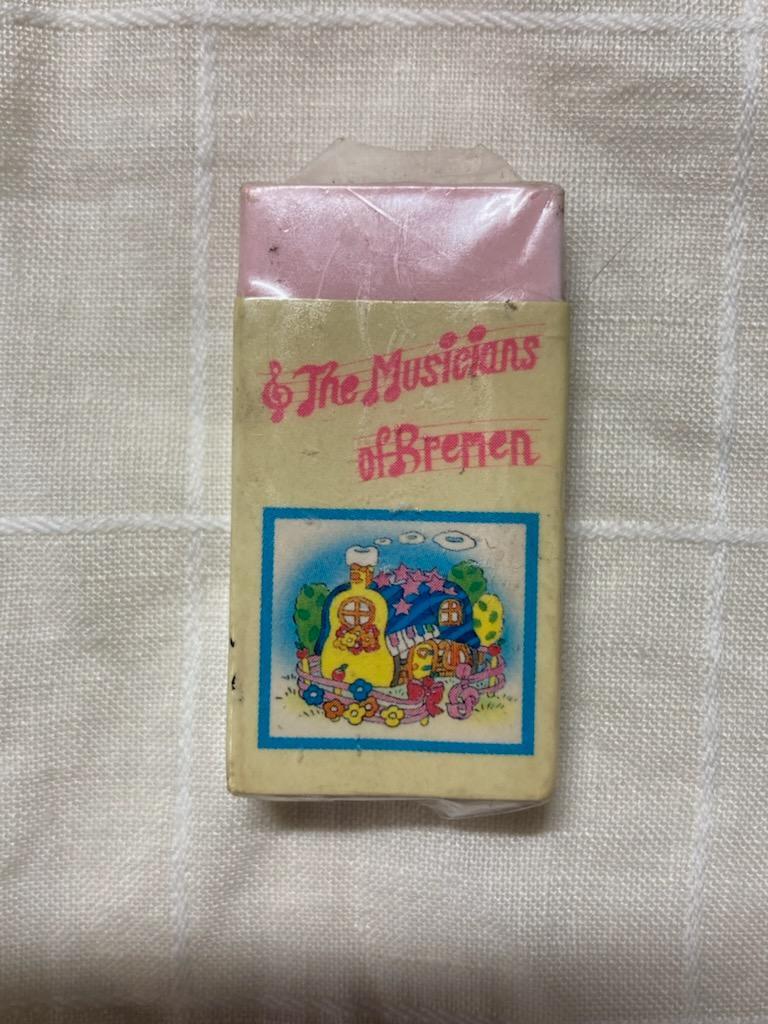 The Musicians
of Bremen